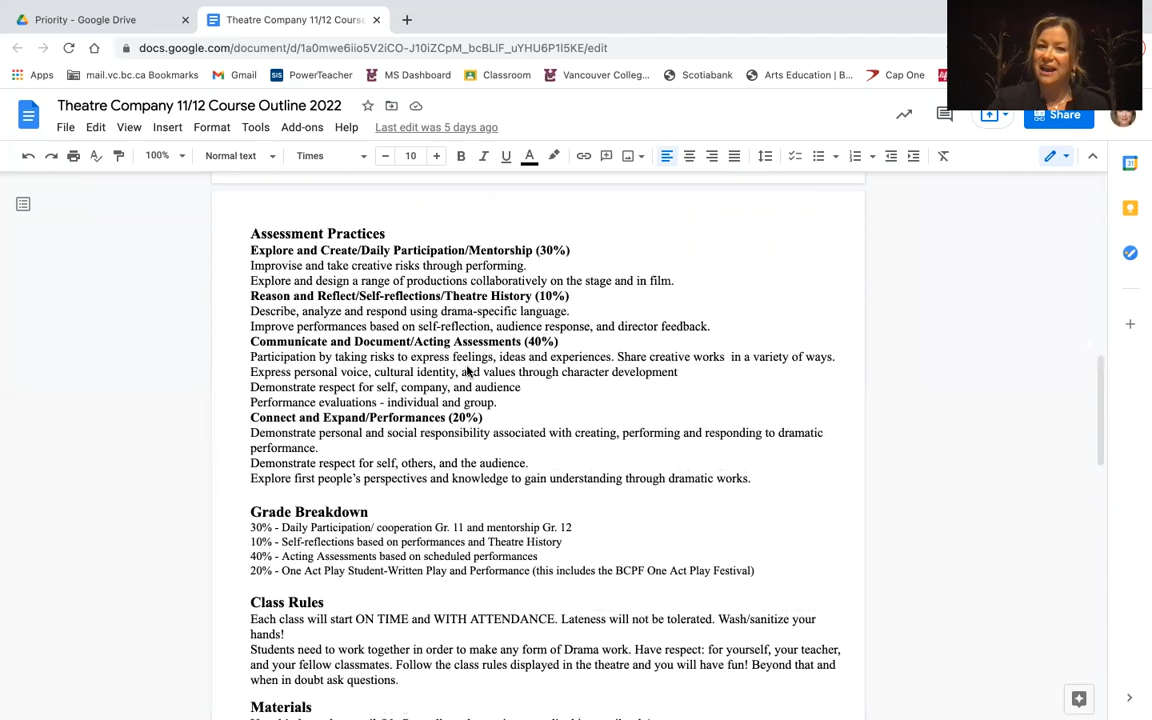 Priority - Google Drive
Theatre Company 11/12 Course
docs.google.com/document/d/1a0mwe6iio5V2iCO-J10iZCpM_bcBLlF_uYHU6P1l5KE/edit
Apps mail.vc.bc.ca Bookmarks Gmail SIS PowerTeacher MS Dashboard Classroom Vancouver Colleg... Scotiabank Arts Education | B... Cap One
Theatre Company 11/12 Course Outline 2022
File Edit View Insert Format Tools Add-ons Help Last edit was 5 days ago
Share
100% Normal text Times 10 B I U A
31
Assessment Practices
Explore and Create/Daily Participation/Mentorship (30%)
Improvise and take creative risks through performing.
Explore and design a range of productions collaboratively on the stage and in film.
Reason and Reflect/Self-reflections/Theatre History (10%)
Describe, analyze and respond using drama-specific language.
Improve performances based on self-reflection, audience response, and director feedback.
Communicate and Document/Acting Assessments (40%)
Participation by taking risks to express feelings, ideas and experiences. Share creative works  in a variety of ways.
Express personal voice, cultural identity, and values through character development
Demonstrate respect for self, company, and audience
Performance evaluations - individual and group.
Connect and Expand/Performances (20%)
Demonstrate personal and social responsibility associated with creating, performing and responding to dramatic
performance.
Demonstrate respect for self, others, and the audience.
Explore first people's perspectives and knowledge to gain understanding through dramatic works.
Grade Breakdown
30% - Daily Participation/ cooperation Gr. 11 and mentorship Gr. 12
10% - Self-reflections based on performances and Theatre History
40% - Acting Assessments based on scheduled performances
20% - One Act Play Student-Written Play and Performance (this includes the BCPF One Act Play Festival)
Class Rules
Each class will start ON TIME and WITH ATTENDANCE. Lateness will not be tolerated. Wash/sanitize your
hands!
Students need to work together in order to make any form of Drama work. Have respect: for yourself, your teacher,
and your fellow classmates. Follow the class rules displayed in the theatre and you will have fun! Beyond that and
when in doubt ask questions.
Materials